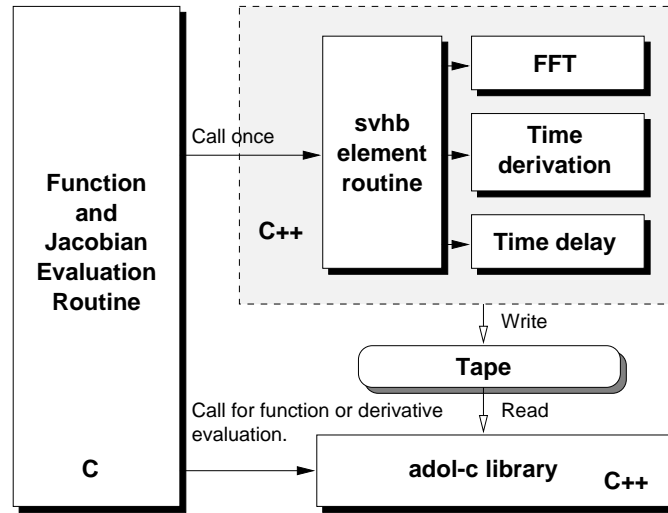 Function
and
Jacobian
Evaluation
Routine
C
Call once
svhb
element
routine
C++
FFT
Time
derivation
Time delay
Write
Tape
Read
Call for function or derivative
evaluation.
adol-c library
C++